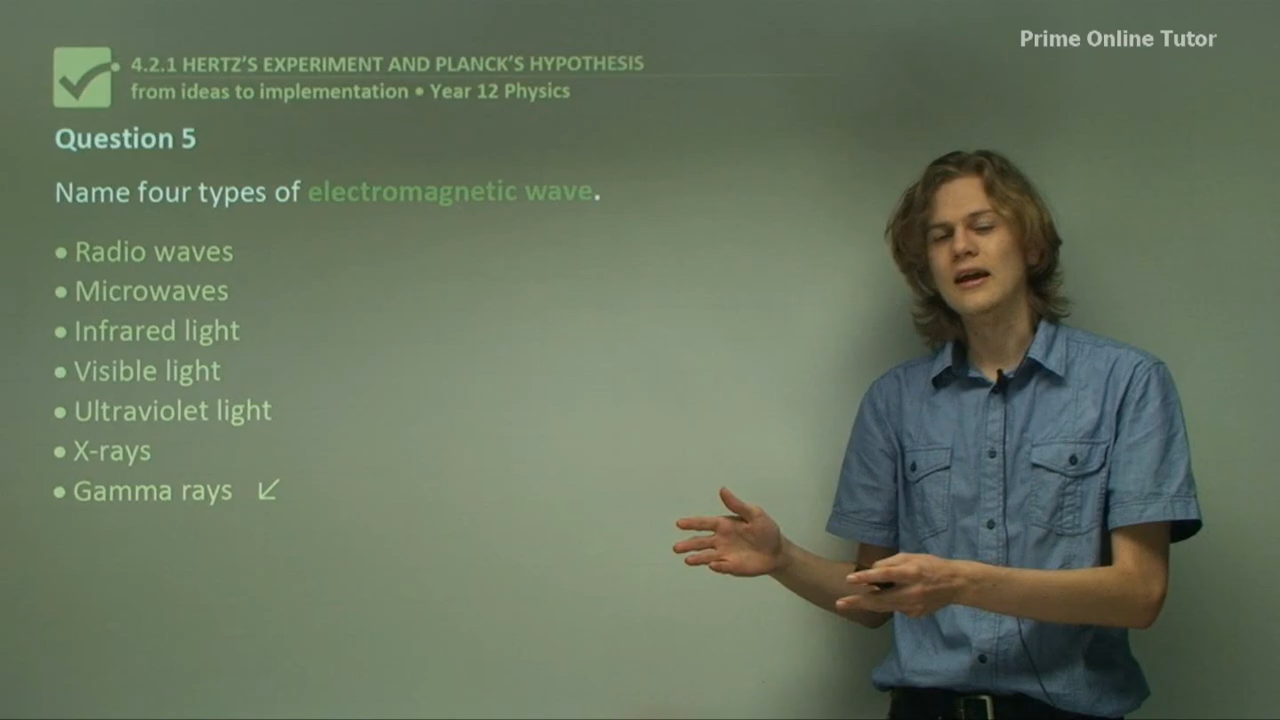 Prime Online Tutor
4.2.1 HERTZ'S EXPERIMENT AND PLANCK'S HYPOTHESIS
from ideas to implementation • Year 12 Physics
Question 5
Name four types of electromagnetic wave.
• Radio waves
• Microwaves
• Infrared light
• Visible light
• Ultraviolet light
• X-rays
• Gamma rays